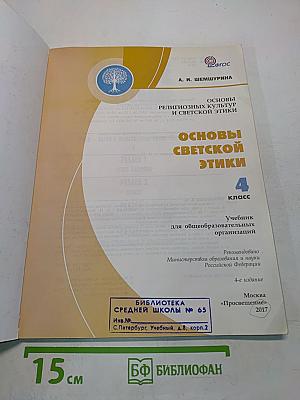 ФГОС
А. И. ШЕМШУРИНА
ОСНОВЫ
РЕЛИГИОЗНЫХ КУЛЬТУР
И СВЕТСКОЙ ЭТИКИ
ОСНОВЫ
СВЕТСКОЙ
ЭТИКИ
4
КЛАСС
Учебник
для общеобразовательных
организаций
Рекомендовано
Министерством образования и науки
Российской Федерации
4-е издание
Москва
«Просвещение»
2017
БИБЛИОТЕКА
СРЕДНЕЙ ШКОЛЫ № 65
Инв.№
С.Петербург, Учебный, д.8, корп.2
15 см
БФ БИБЛИОФАН